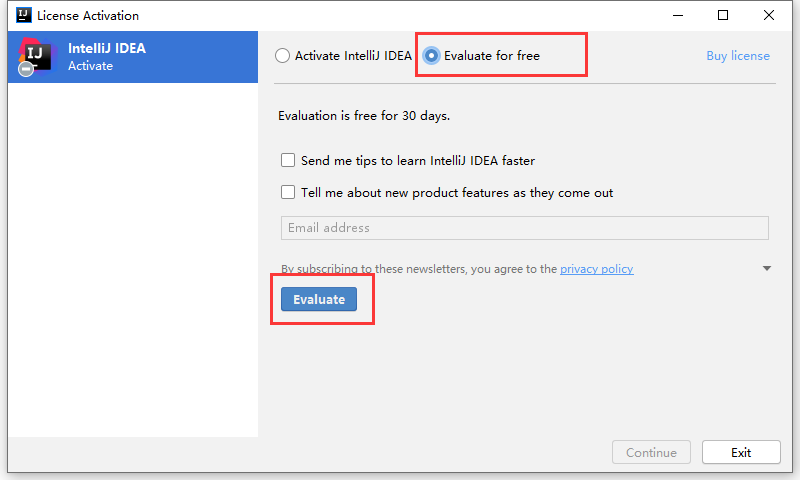 License Activation
IJ
IntelliJ IDEA
Activate
Activate IntelliJ IDEA
Evaluate for free
Buy license
Evaluation is free for 30 days.
Send me tips to learn IntelliJ IDEA faster
Tell me about new product features as they come out
Email address
By subscribing to these newsletters, you agree to the privacy policy
Evaluate
Continue
Exit